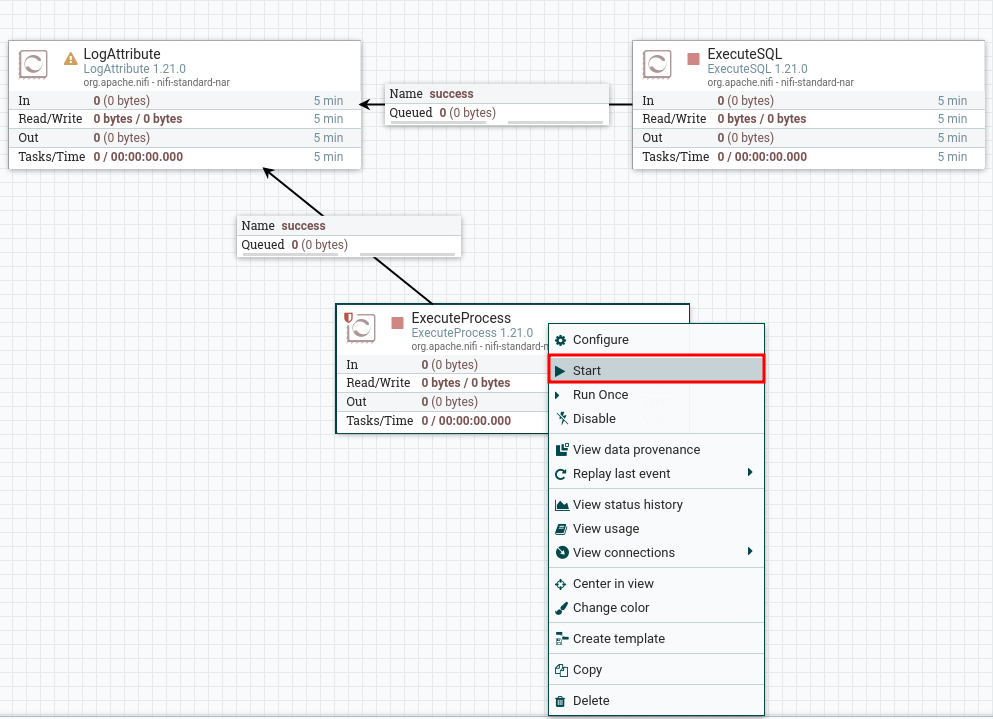 LogAttribute
LogAttribute 1.21.0
org.apache.nifi - nifi-standard-nar
In 0 (0 bytes) 5 min
Read/Write 0 bytes / 0 bytes 5 min
Out 0 (0 bytes) 5 min
Tasks/Time 0 / 00:00:00.000 5 min
Name success
Queued 0 (0 bytes)
ExecuteSQL
ExecuteSQL 1.21.0
org.apache.nifi - nifi-standard-nar
In 0 (0 bytes) 5 min
Read/Write 0 bytes / 0 bytes 5 min
Out 0 (0 bytes) 5 min
Tasks/Time 0 / 00:00:00.000 5 min
Name success
Queued 0 (0 bytes)
ExecuteProcess
ExecuteProcess 1.21.0
org.apache.nifi - nifi-standard-n
In 0 (0 bytes)
Read/Write 0 bytes / 0 bytes
Out 0 (0 bytes)
Tasks/Time 0 / 00:00:00.000
Configure
Start
Run Once
Disable
View data provenance
Replay last event
View status history
View usage
View connections
Center in view
Change color
Create template
Copy
Delete